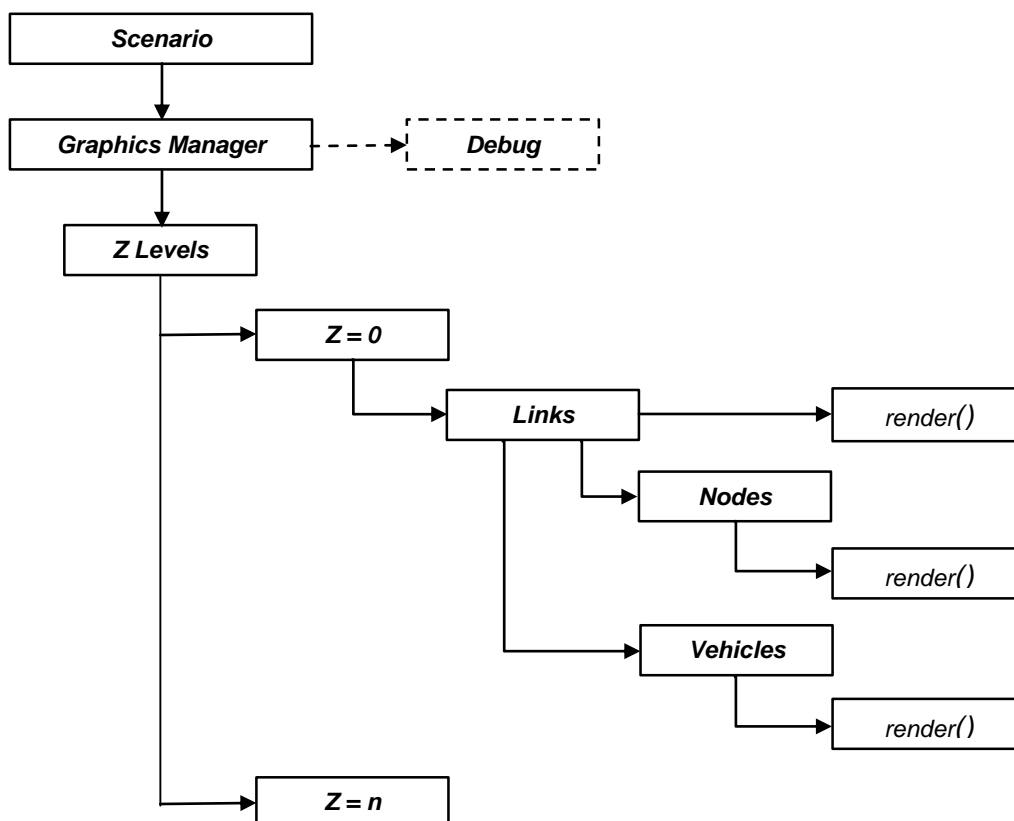 Scenario
Graphics Manager
Debug
Z Levels
Z = 0
Links
render()
Nodes
render()
Vehicles
render()
Z = n